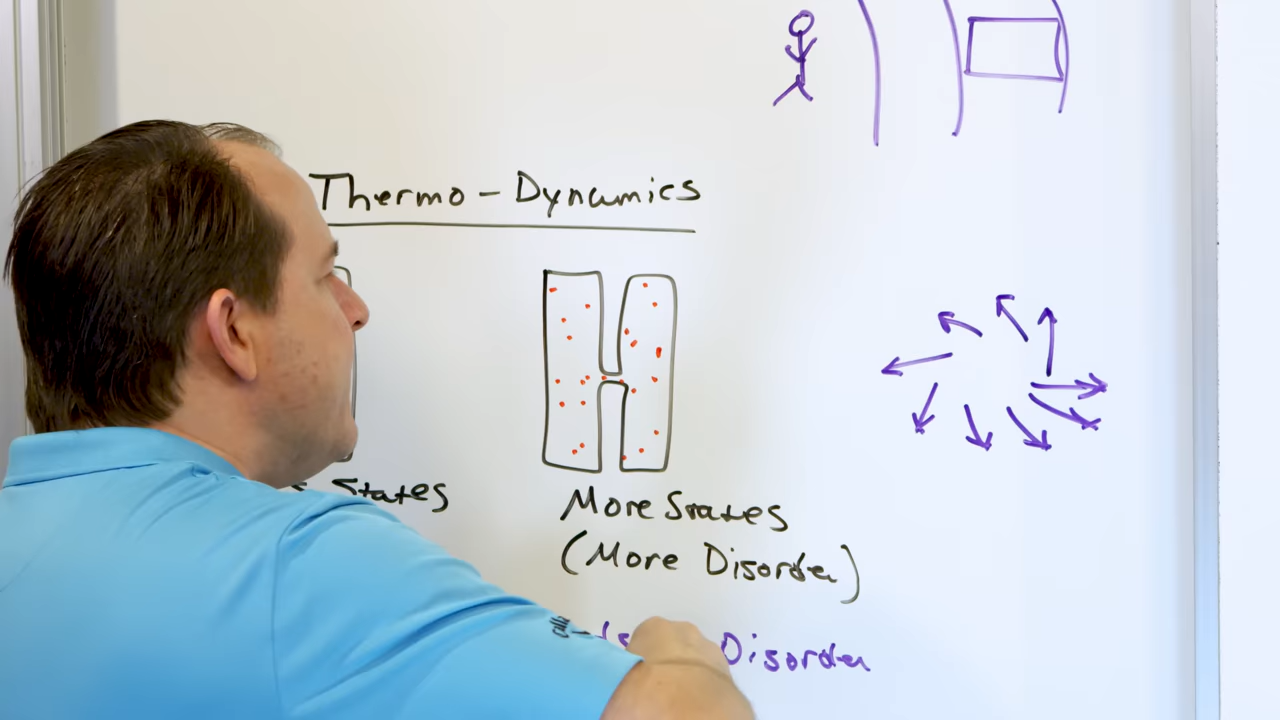 Thermo-Dynamics
States
More States
(More Disorder)
Disorder